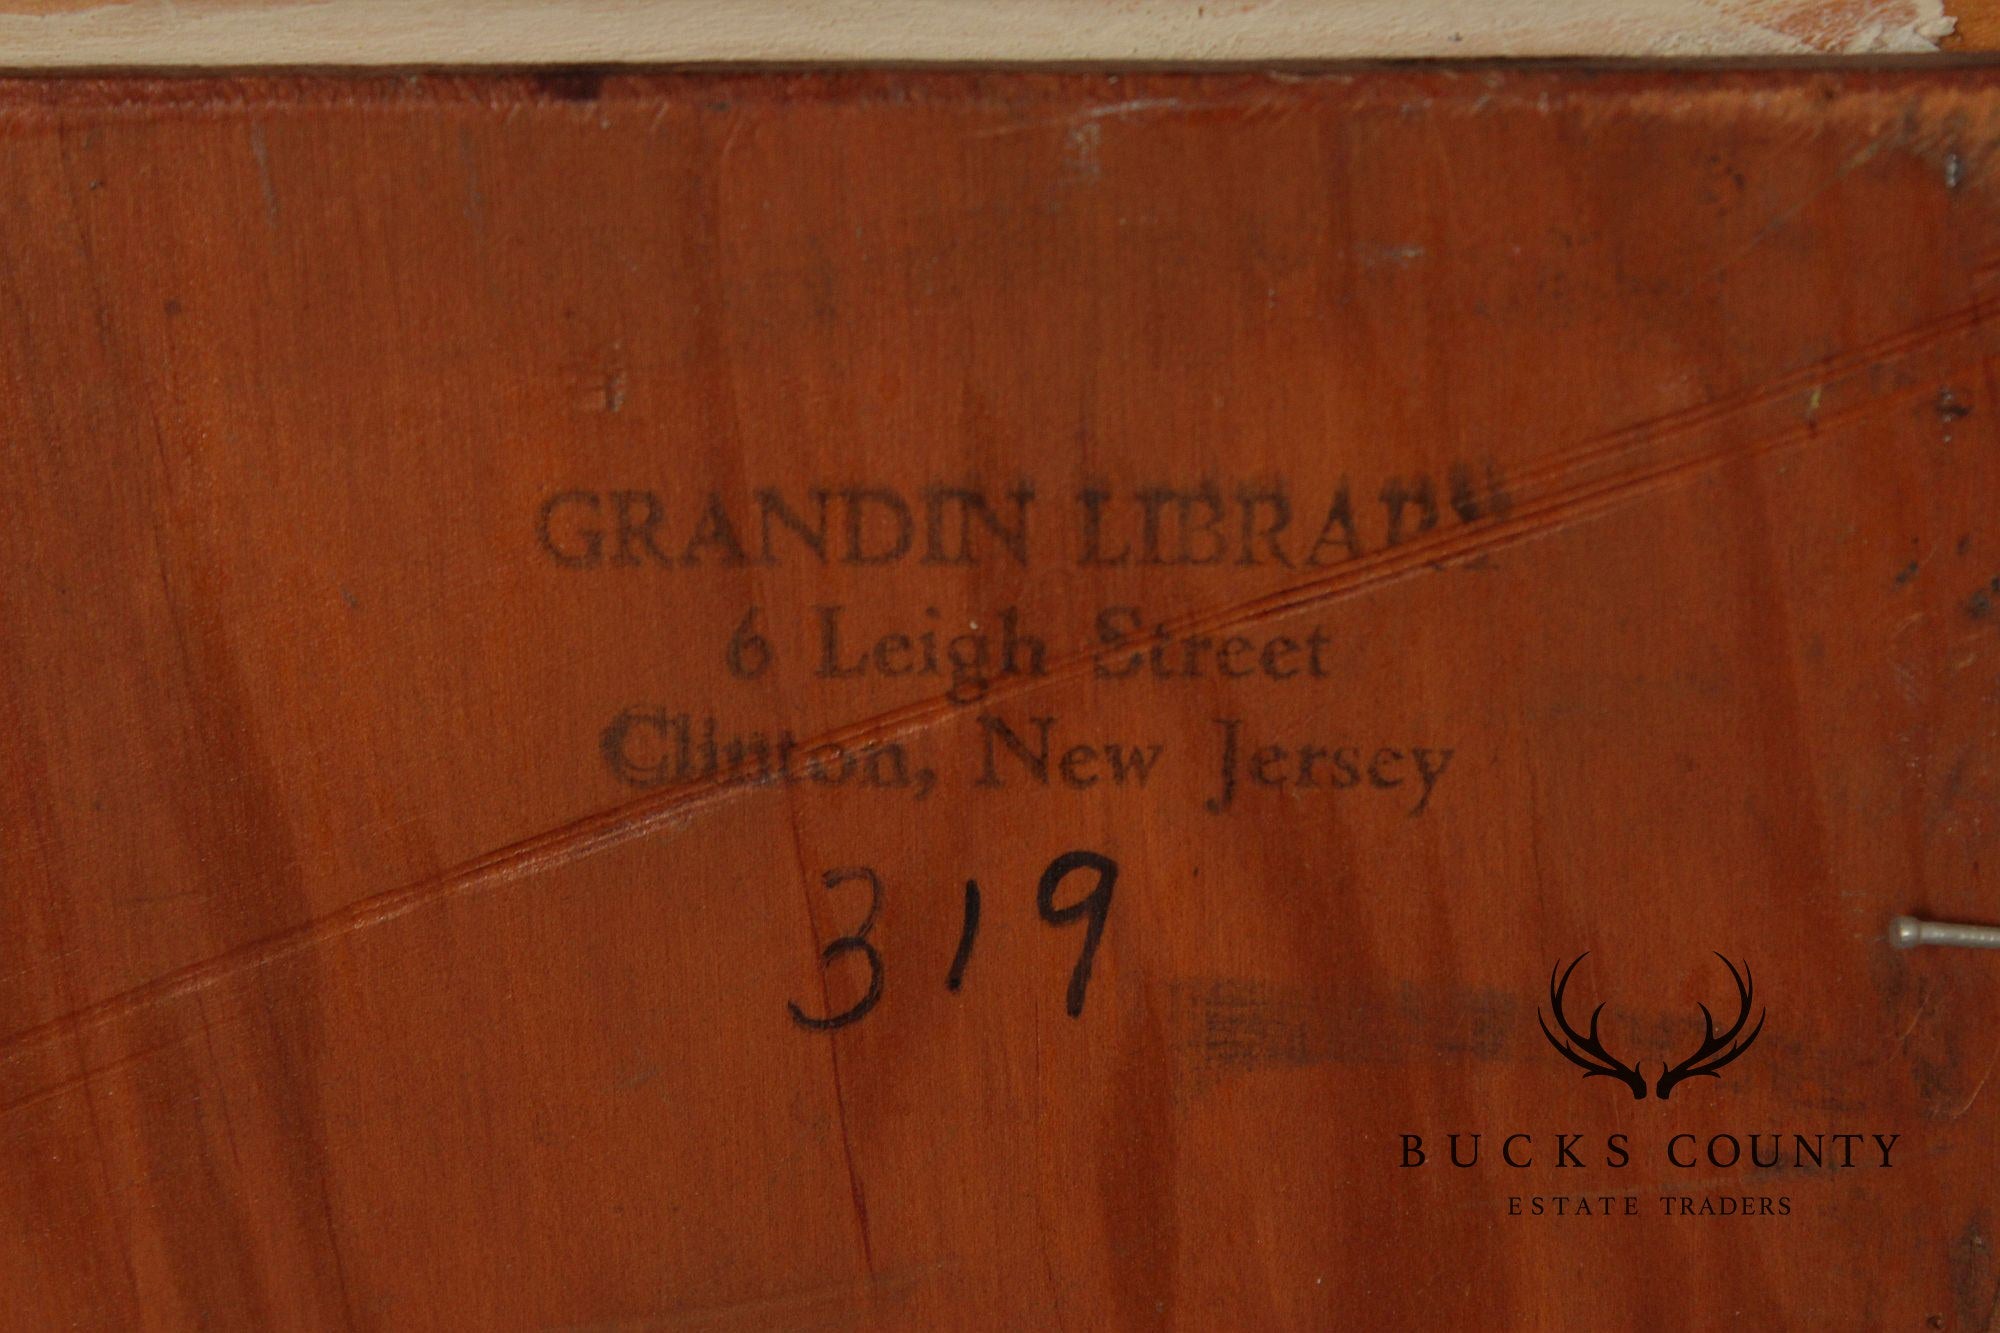 GRANDIN LIBRARY
6 Leigh Street
Clinton, New Jersey
319
BUCKS COUNTY
ESTATE TRADERS